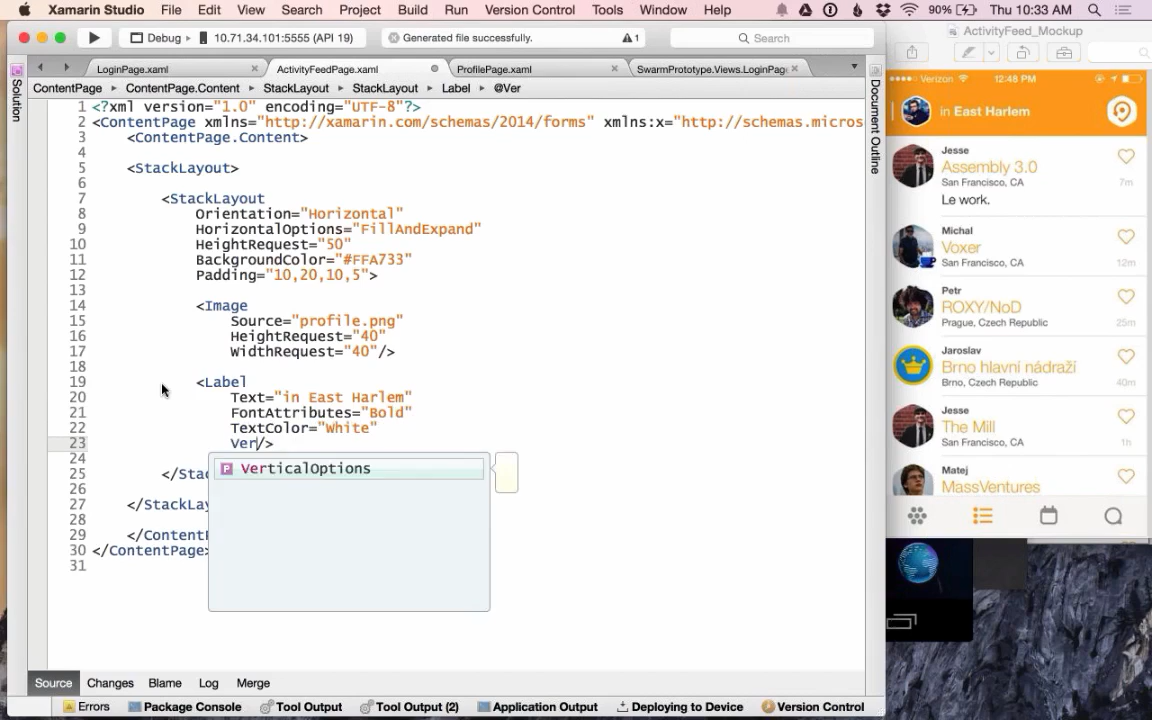 Xamarin Studio File Edit View Search Project Build Run Version Control Tools Window Help 90% Thu 10:33 AM
Debug 10.71.34.101:5555 (API 19) Generated file successfully. 1 Search
ActivityFeed_Mockup
LoginPage.xaml ActivityFeedPage.xaml ProfilePage.xaml SwarmPrototype.Views.LoginPage
ContentPage ContentPage.Content StackLayout StackLayout Label @Ver
Solution
Document Outline
1 <?xml version="1.0" encoding="UTF-8"?>
2 <ContentPage xmlns="http://xamarin.com/schemas/2014/forms" xmlns:x="http://schemas.micros
3 <ContentPage.Content>
4
5 <StackLayout>
6
7 <StackLayout
8 Orientation="Horizontal"
9 HorizontalOptions="FillAndExpand"
10 HeightRequest="50"
11 BackgroundColor="#FFA733"
12 Padding="10,20,10,5">
13
14 <Image
15 Source="profile.png"
16 HeightRequest="40"
17 WidthRequest="40"/>
18
19 <Label
20 Text="in East Harlem"
21 FontAttributes="Bold"
22 TextColor="White"
23 Ver/>
24
VerticalOptions
25 </Stac
26
27 </StackLay
28
29 </ContentP
30 </ContentPage>
31
Source Changes Blame Log Merge
Errors Package Console Tool Output Tool Output (2) Application Output Deploying to Device Version Control
Verizon 12:48 PM
in East Harlem
Jesse
Assembly 3.0
San Francisco, CA 7m
Le work.
Michal
Voxer
San Francisco, CA 12m
Petr
ROXY/NoD
Prague, Czech Republic 25m
Jaroslav
Brno hlavní nádraží
Brno, Czech Republic 40m
Jesse
The Mill
San Francisco, CA 1h
Matej
MassVentures